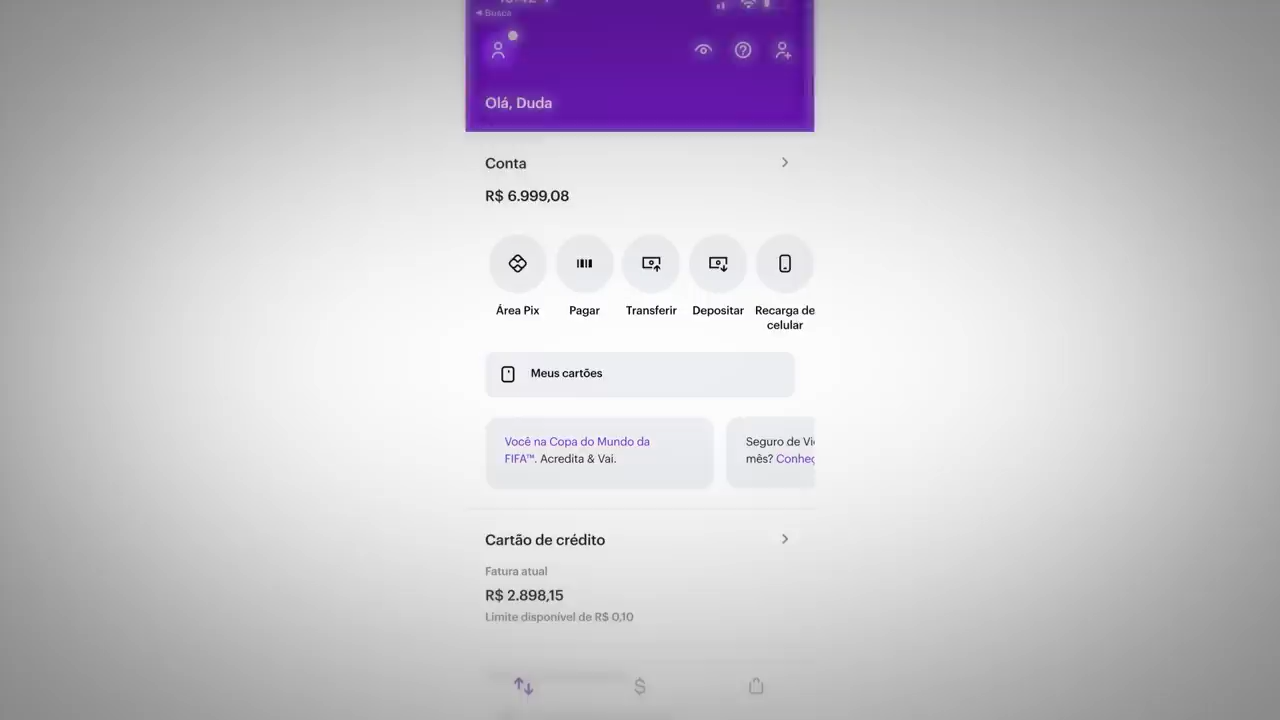 Busca
Olá, Duda
Conta
R$ 6.999,08
Área Pix
Pagar
Transferir
Depositar
Recarga de
celular
Meus cartões
Você na Copa do Mundo da
FIFA™. Acredita & Vai.
Seguro de
mês?
Cartão de crédito
Fatura atual
R$ 2.898,15
Limite disponível de R$ 0,10